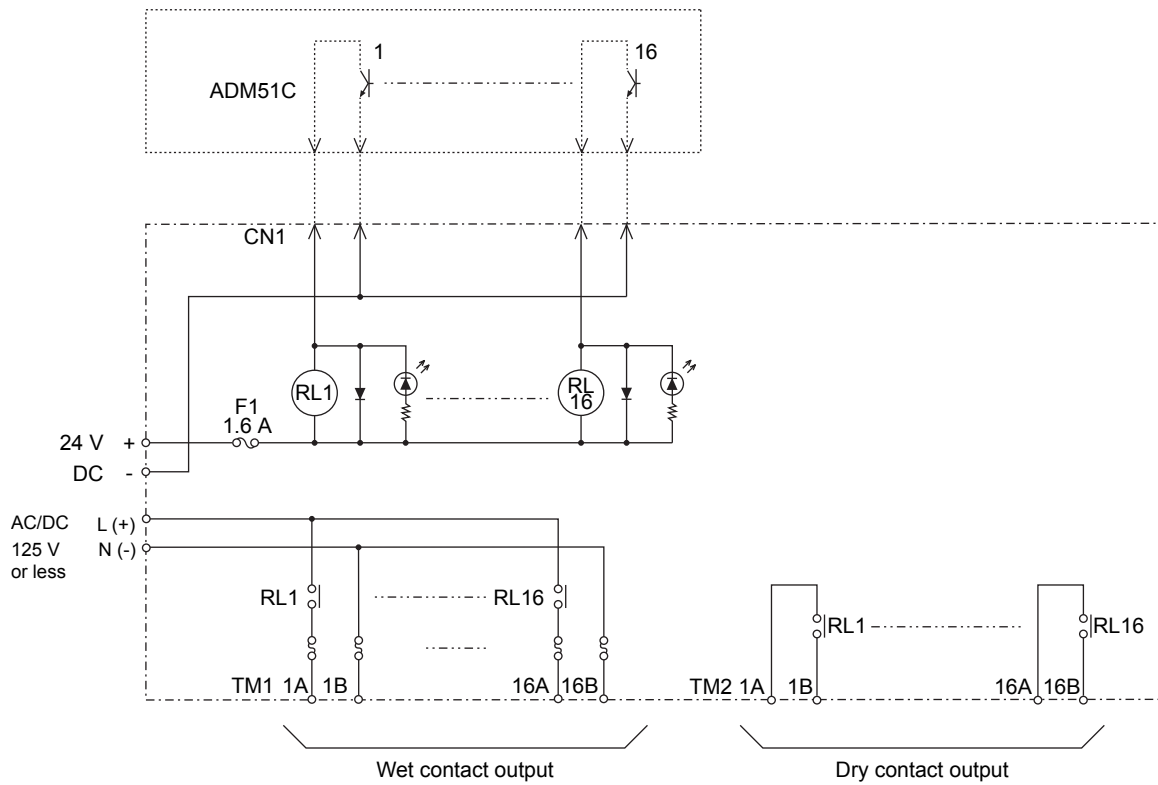 1
16
ADM51C
CN1
RL1
RL
16
F1
1.6 A
24 V +
DC -
AC/DC L (+)
125 V N (-)
or less
RL1
RL16
RL1
RL16
TM1 1A 1B
16A 16B
TM2 1A 1B
16A 16B
Wet contact output
Dry contact output